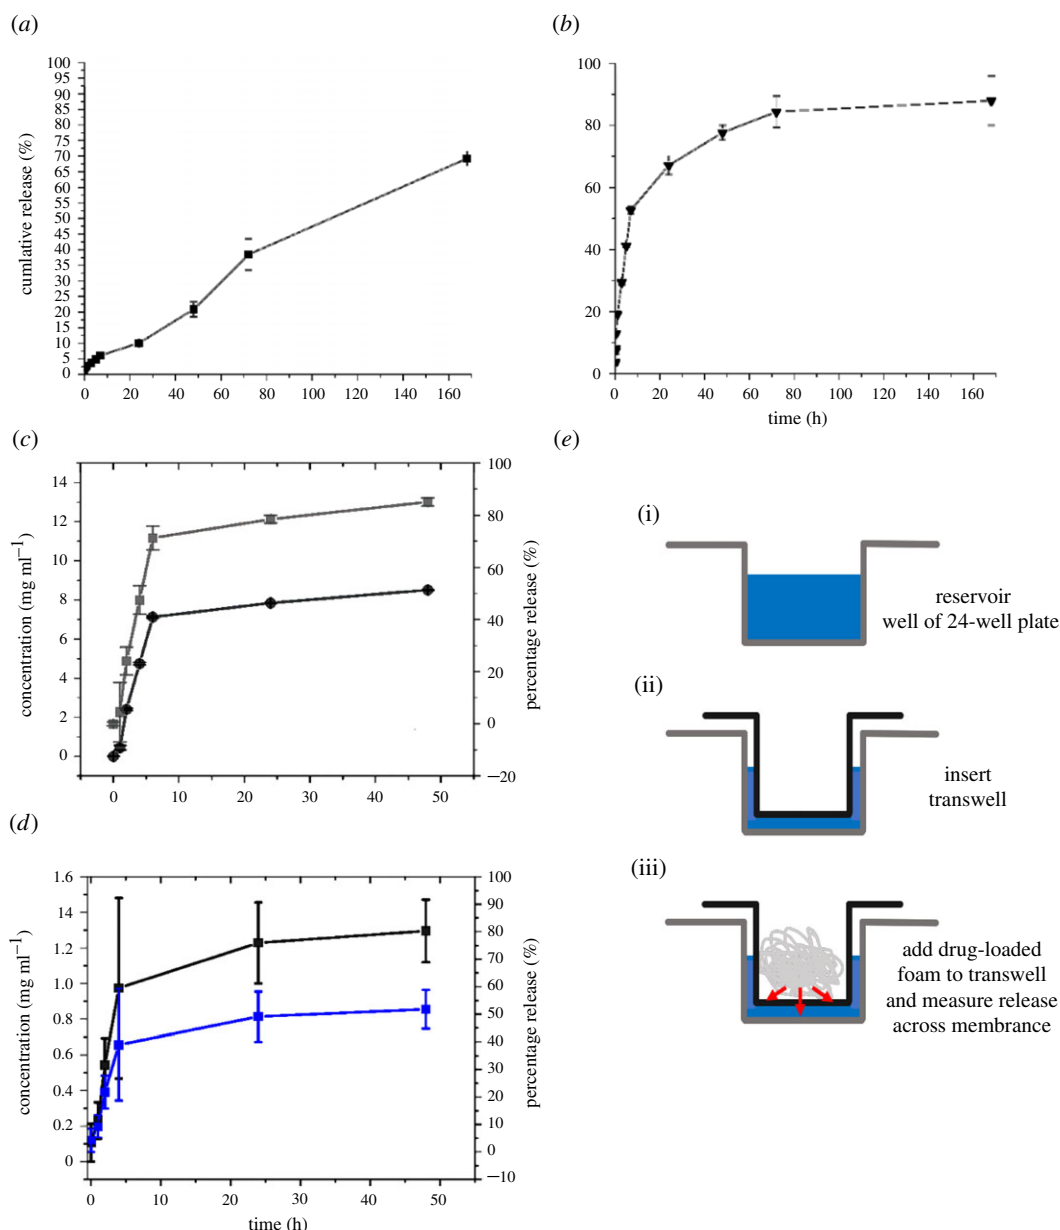 (a)
100
95
90
85
80
75
70
65
60
55
50
45
40
35
30
25
20
15
10
5
0
cumlative release (%)
0 20 40 60 80 100 120 140 160
(b)
100
80
60
40
20
0
0 20 40 60 80 100 120 140 160
time (h)
(c)
14
12
10
8
6
4
2
0
concentration (mg ml−1)
100
80
60
40
20
0
−20
percentage release (%)
0 10 20 30 40 50
(d)
1.6
1.4
1.2
1.0
0.8
0.6
0.4
0.2
0
concentration (mg ml−1)
100
90
80
70
60
50
40
30
20
10
0
−10
percentage release (%)
0 10 20 30 40 50
time (h)
(e)
(i)
reservoir
well of 24-well plate
(ii)
insert
transwell
(iii)
add drug-loaded
foam to transwell
and measure release
across membrance